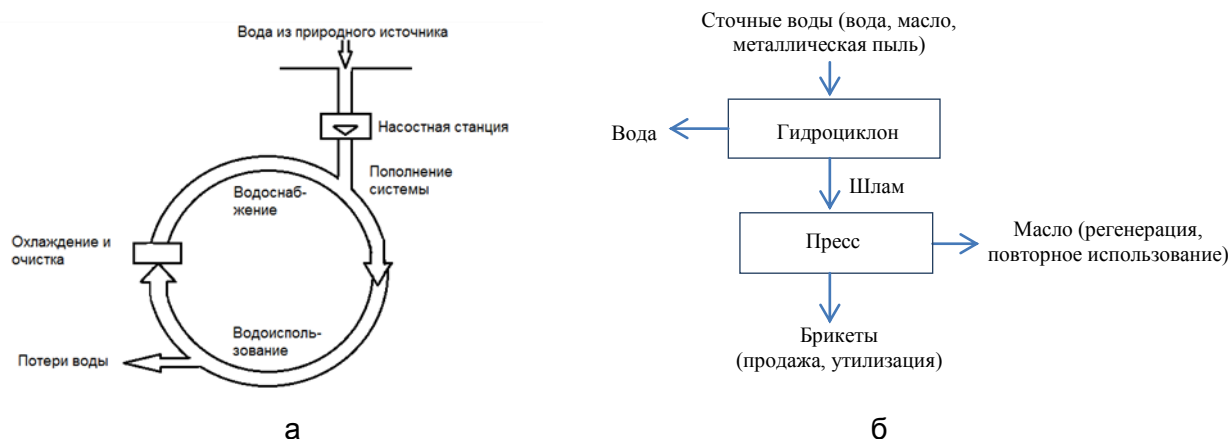 Вода из природного источника
Насостная станция
Пополнение
системы
Водоснаб-
жение
Охлаждение и
очистка
Водоисполь-
зование
Потери воды
а
Сточные воды (вода, масло,
металлическая пыль)
Гидроциклон
Вода
Шлам
Пресс
Масло (регенерация,
повторное использование)
Брикеты
(продажа, утилизация)
б